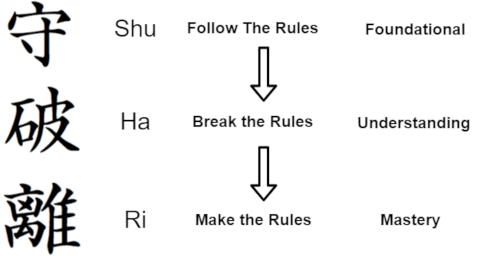 守 Shu Follow The Rules Foundational
破 Ha Break the Rules Understanding
離 Ri Make the Rules Mastery